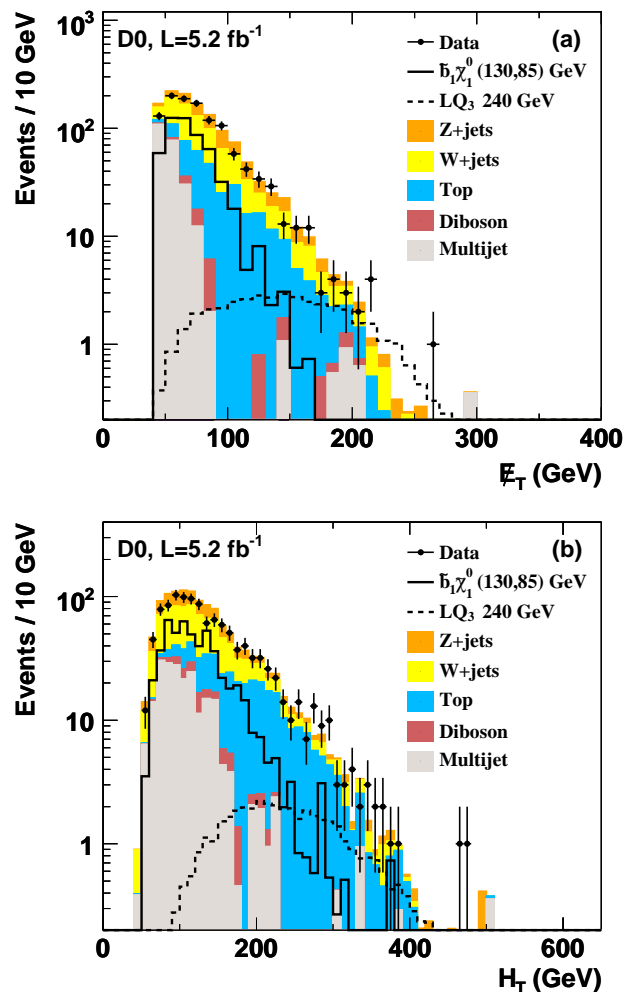 D0, L=5.2 fb⁻¹
(a)
Data
b̃₁χ̃₁⁰ (130,85) GeV
LQ₃ 240 GeV
Z+jets
W+jets
Top
Diboson
Multijet
Events / 10 GeV
10³
10²
10
1
0 100 200 300 400
E̸_T (GeV)
D0, L=5.2 fb⁻¹
(b)
Data
b̃₁χ̃₁⁰ (130,85) GeV
LQ₃ 240 GeV
Z+jets
W+jets
Top
Diboson
Multijet
Events / 10 GeV
10²
10
1
0 200 400 600
H_T (GeV)